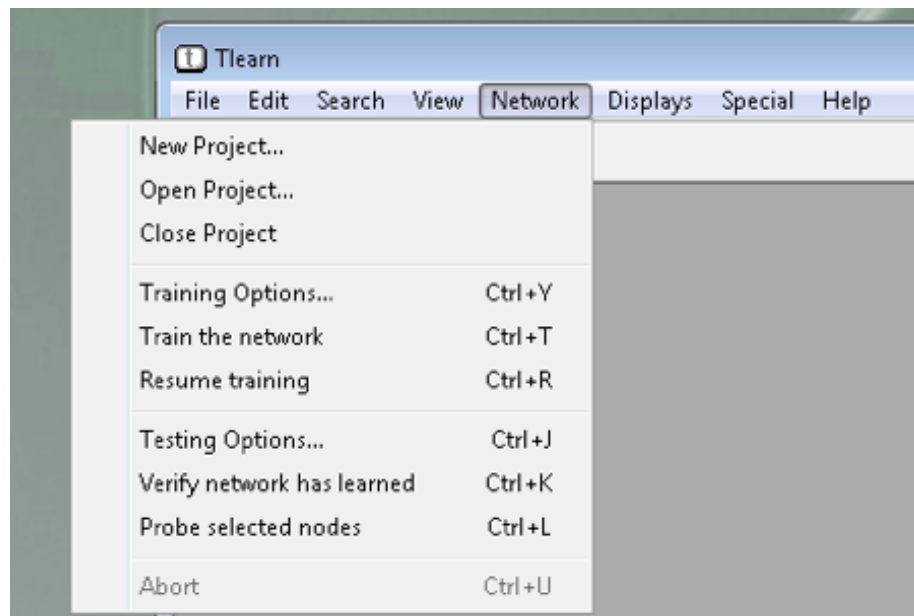 Tlearn
File Edit Search View Network Displays Special Help
New Project...
Open Project...
Close Project
Training Options... Ctrl+Y
Train the network Ctrl+T
Resume training Ctrl+R
Testing Options... Ctrl+J
Verify network has learned Ctrl+K
Probe selected nodes Ctrl+L
Abort Ctrl+U